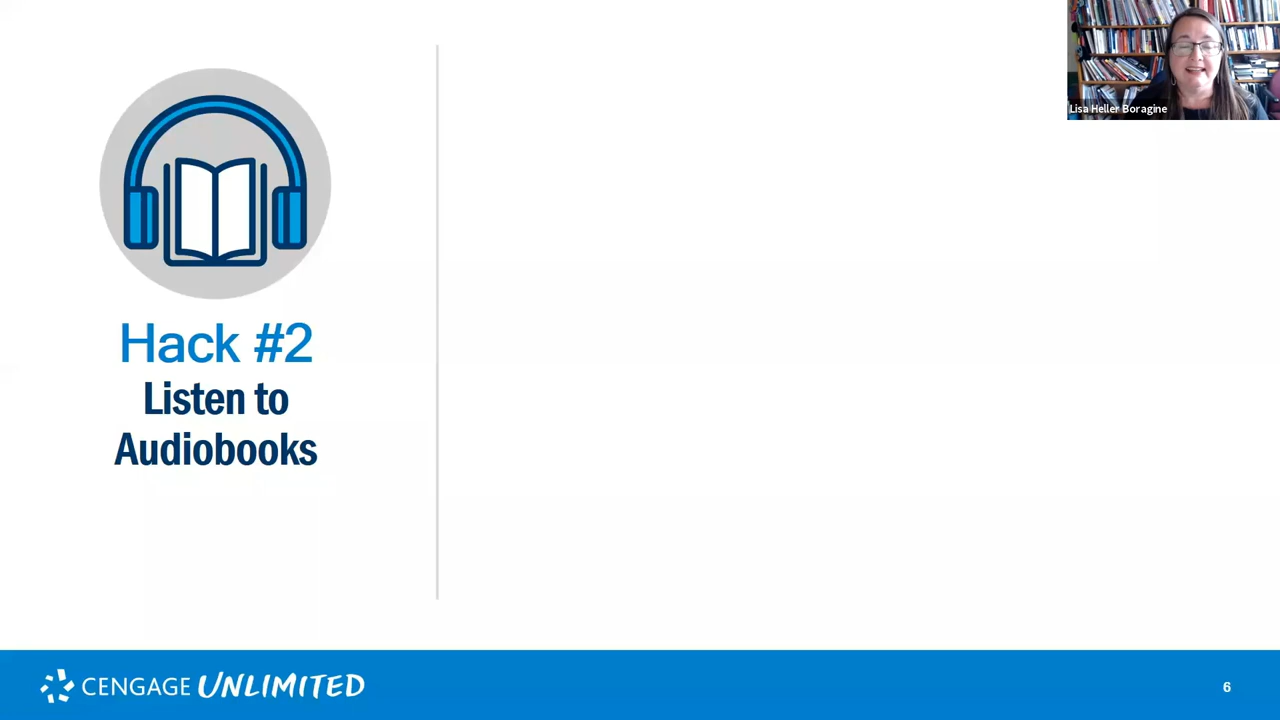 Lisa Heller Boragine
Hack #2
Listen to
Audiobooks
CENGAGE UNLIMITED
6